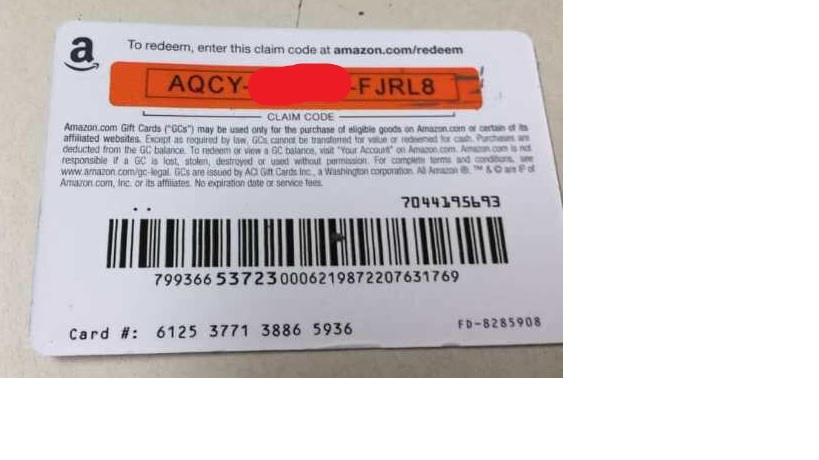 a
To redeem, enter this claim code at amazon.com/redeem
AQCY- -FJRL8
CLAIM CODE
Amazon.com Gift Cards ("GCs") may be used only for the purchase of eligible goods on Amazon.com or certain of its
affiliated websites. Except as required by law, GCs cannot be transferred for value or redeemed for cash. Purchases are
deducted from the GC balance. To redeem or view a GC balance, visit "Your Account" on Amazon.com. Amazon.com is not
responsible if a GC is lost, stolen, destroyed or used without permission. For complete terms and conditions, see
www.amazon.com/gc-legal. GCs are issued by ACI Gift Cards Inc., a Washington corporation. All Amazon ®, ™ & © are IP of
Amazon.com, Inc. or its affiliates. No expiration date or service fees.
7044195693
799366 53723 0006219872207631769
Card #: 6125 3771 3886 5936
FD-8285908